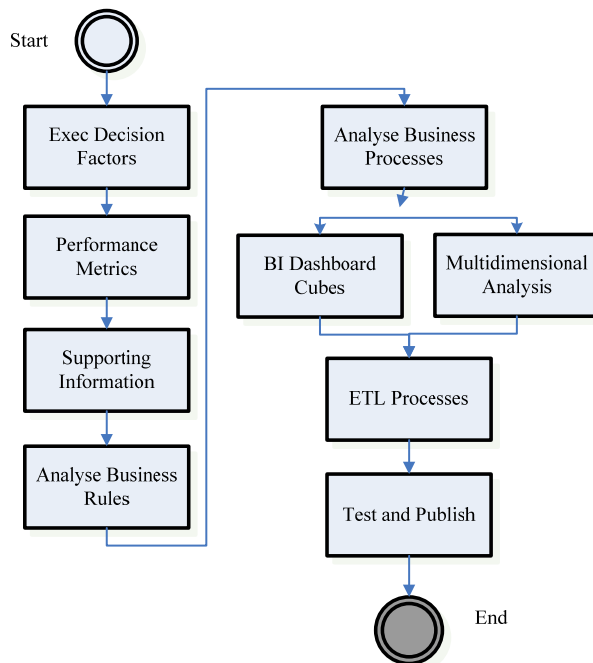 Start
Exec Decision
Factors
Performance
Metrics
Supporting
Information
Analyse Business
Rules
Analyse Business
Processes
BI Dashboard
Cubes
Multidimensional
Analysis
ETL Processes
Test and Publish
End